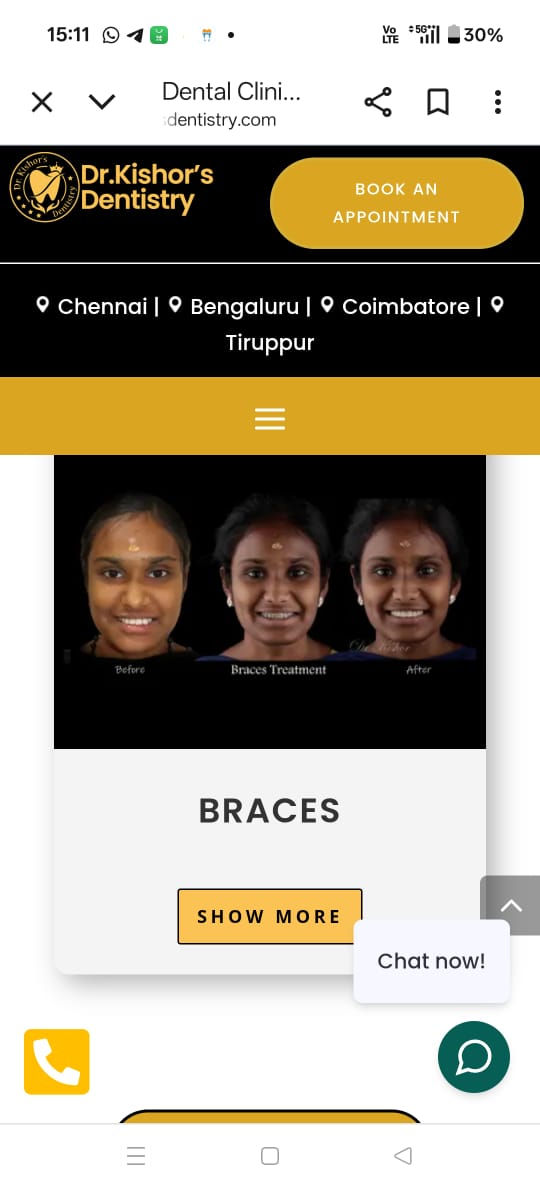 15:11
Vo LTE 5G 30%
Dental Clini...
dentistry.com
Dr.Kishor's
Dentistry
Dr. Kishor's Dentistry
BOOK AN
APPOINTMENT
Chennai | Bengaluru | Coimbatore |
Tiruppur
Dr. Kishor
Before Braces Treatment After
BRACES
SHOW MORE
Chat now!